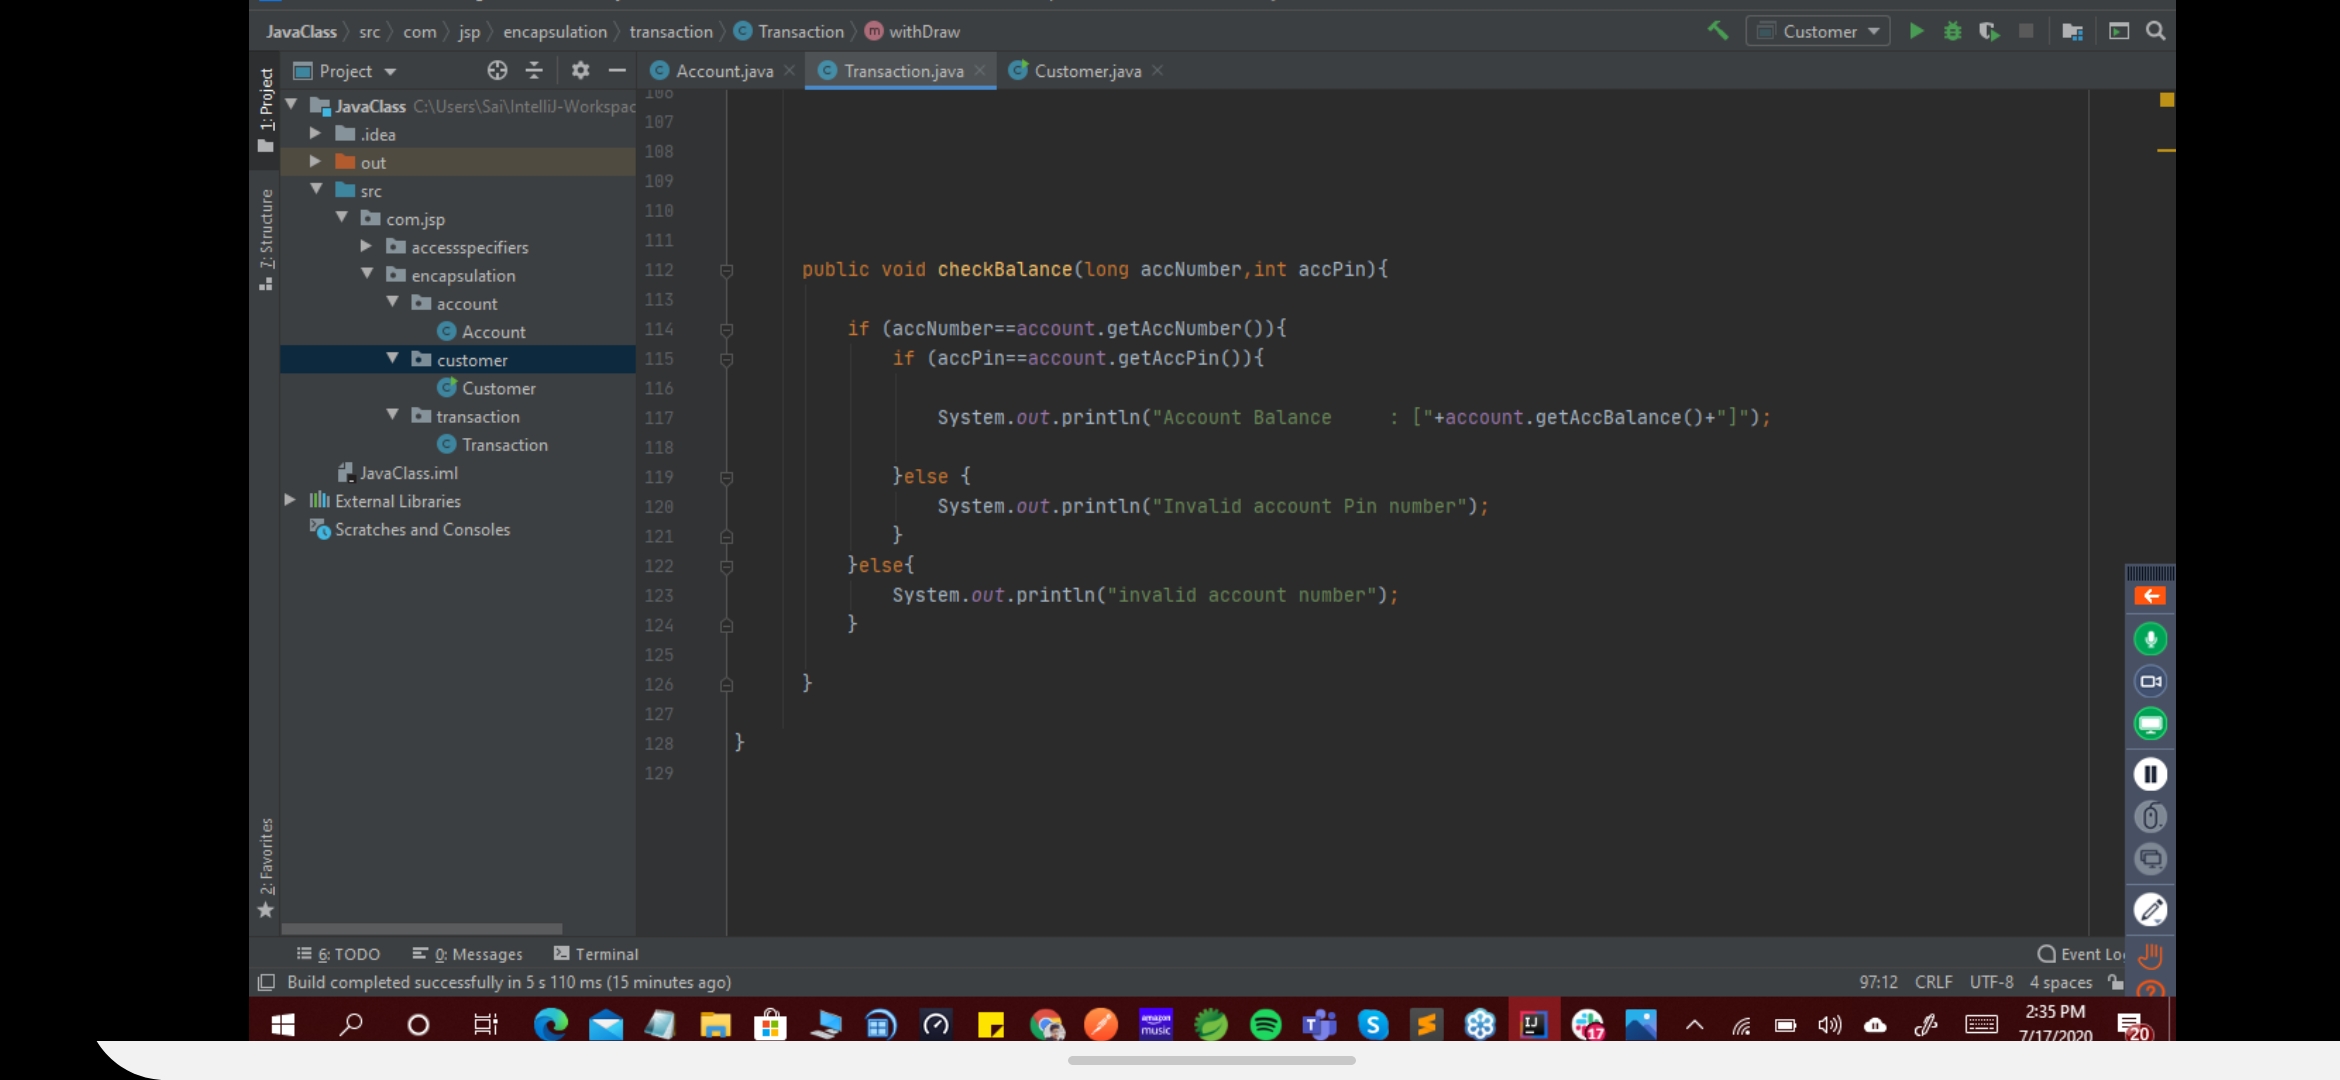 JavaClass src com jsp encapsulation transaction Transaction withDraw
Customer
Project
Account.java
Transaction.java
Customer.java
1: Project
7: Structure
2: Favorites
JavaClass C:\Users\Sai\IntelliJ-Workspac
.idea
out
src
com.jsp
accessspecifiers
encapsulation
account
Account
customer
Customer
transaction
Transaction
JavaClass.iml
External Libraries
Scratches and Consoles
106
107
108
109
110
111
112 public void checkBalance(long accNumber,int accPin){
113
114 if (accNumber==account.getAccNumber()){
115 if (accPin==account.getAccPin()){
116
117 System.out.println("Account Balance     : ["+account.getAccBalance()+"]");
118
119 }else {
120 System.out.println("Invalid account Pin number");
121 }
122 }else{
123 System.out.println("invalid account number");
124 }
125
126 }
127
128 }
129
6: TODO
0: Messages
Terminal
Event Lo
Build completed successfully in 5 s 110 ms (15 minutes ago)
97:12 CRLF UTF-8 4 spaces
amazon
music
IJ
17
2:35 PM
7/17/2020
20